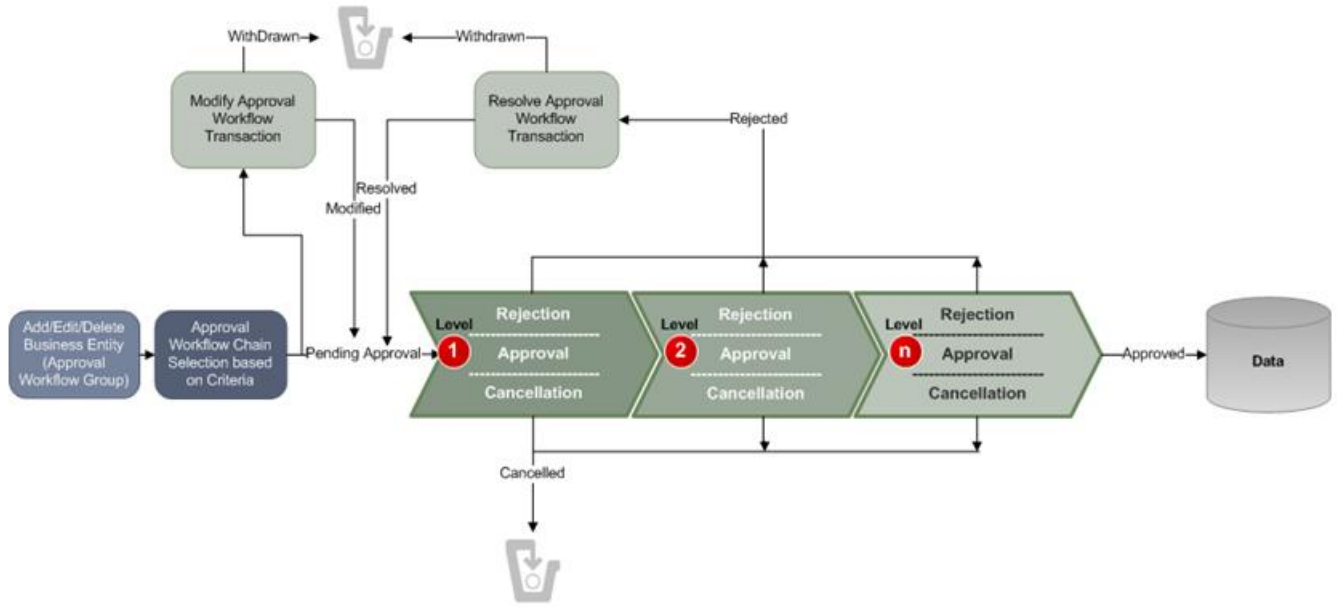 WithDrawn
Withdrawn
Modify Approval
Workflow
Transaction
Resolve Approval
Workflow
Transaction
Rejected
Resolved
Modified
Add/Edit/Delete
Business Entity
(Approval
Workflow Group)
Approval
Workflow Chain
Selection based
on Criteria
Pending Approval
Level
1
Rejection
Approval
Cancellation
Level
2
Rejection
Approval
Cancellation
Level
n
Rejection
Approval
Cancellation
Approved
Data
Cancelled